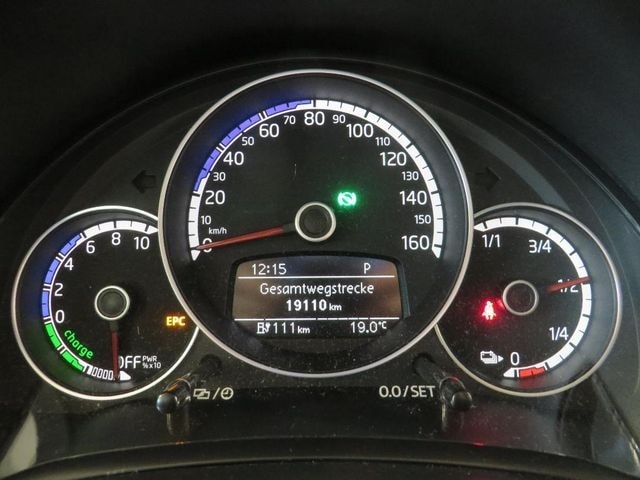 80
70 90
60 100
50 110
40 120
30 130
20 140
10 150
km/h
0 160
12:15 P
Gesamtwegstrecke
19110 km
111 km 19.0°C
10
8
6
4
2
0
charge
OFF PWR
% x 10
EPC
1/1 3/4
1/2
1/4
0
0.0/SET